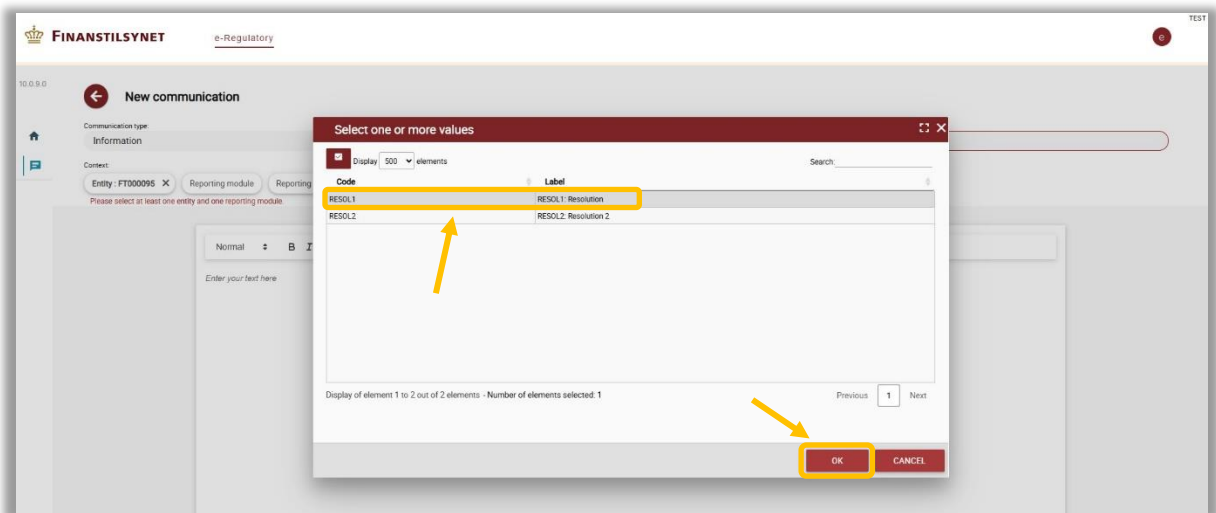 TEST
FINANSTILSYNET
e-Regulatory
e
10.0.9.0
New communication
Communication type:
Information
Context:
Entity : FT000095 X
Reporting module
Reporting
Please select at least one entity and one reporting module.
Normal B I
Enter your text here
Select one or more values
Display 500 elements
Search:
Code Label
RESOL1 RESOL1: Resolution
RESOL2 RESOL2: Resolution 2
Display of element 1 to 2 out of 2 elements - Number of elements selected: 1
Previous 1 Next
OK CANCEL